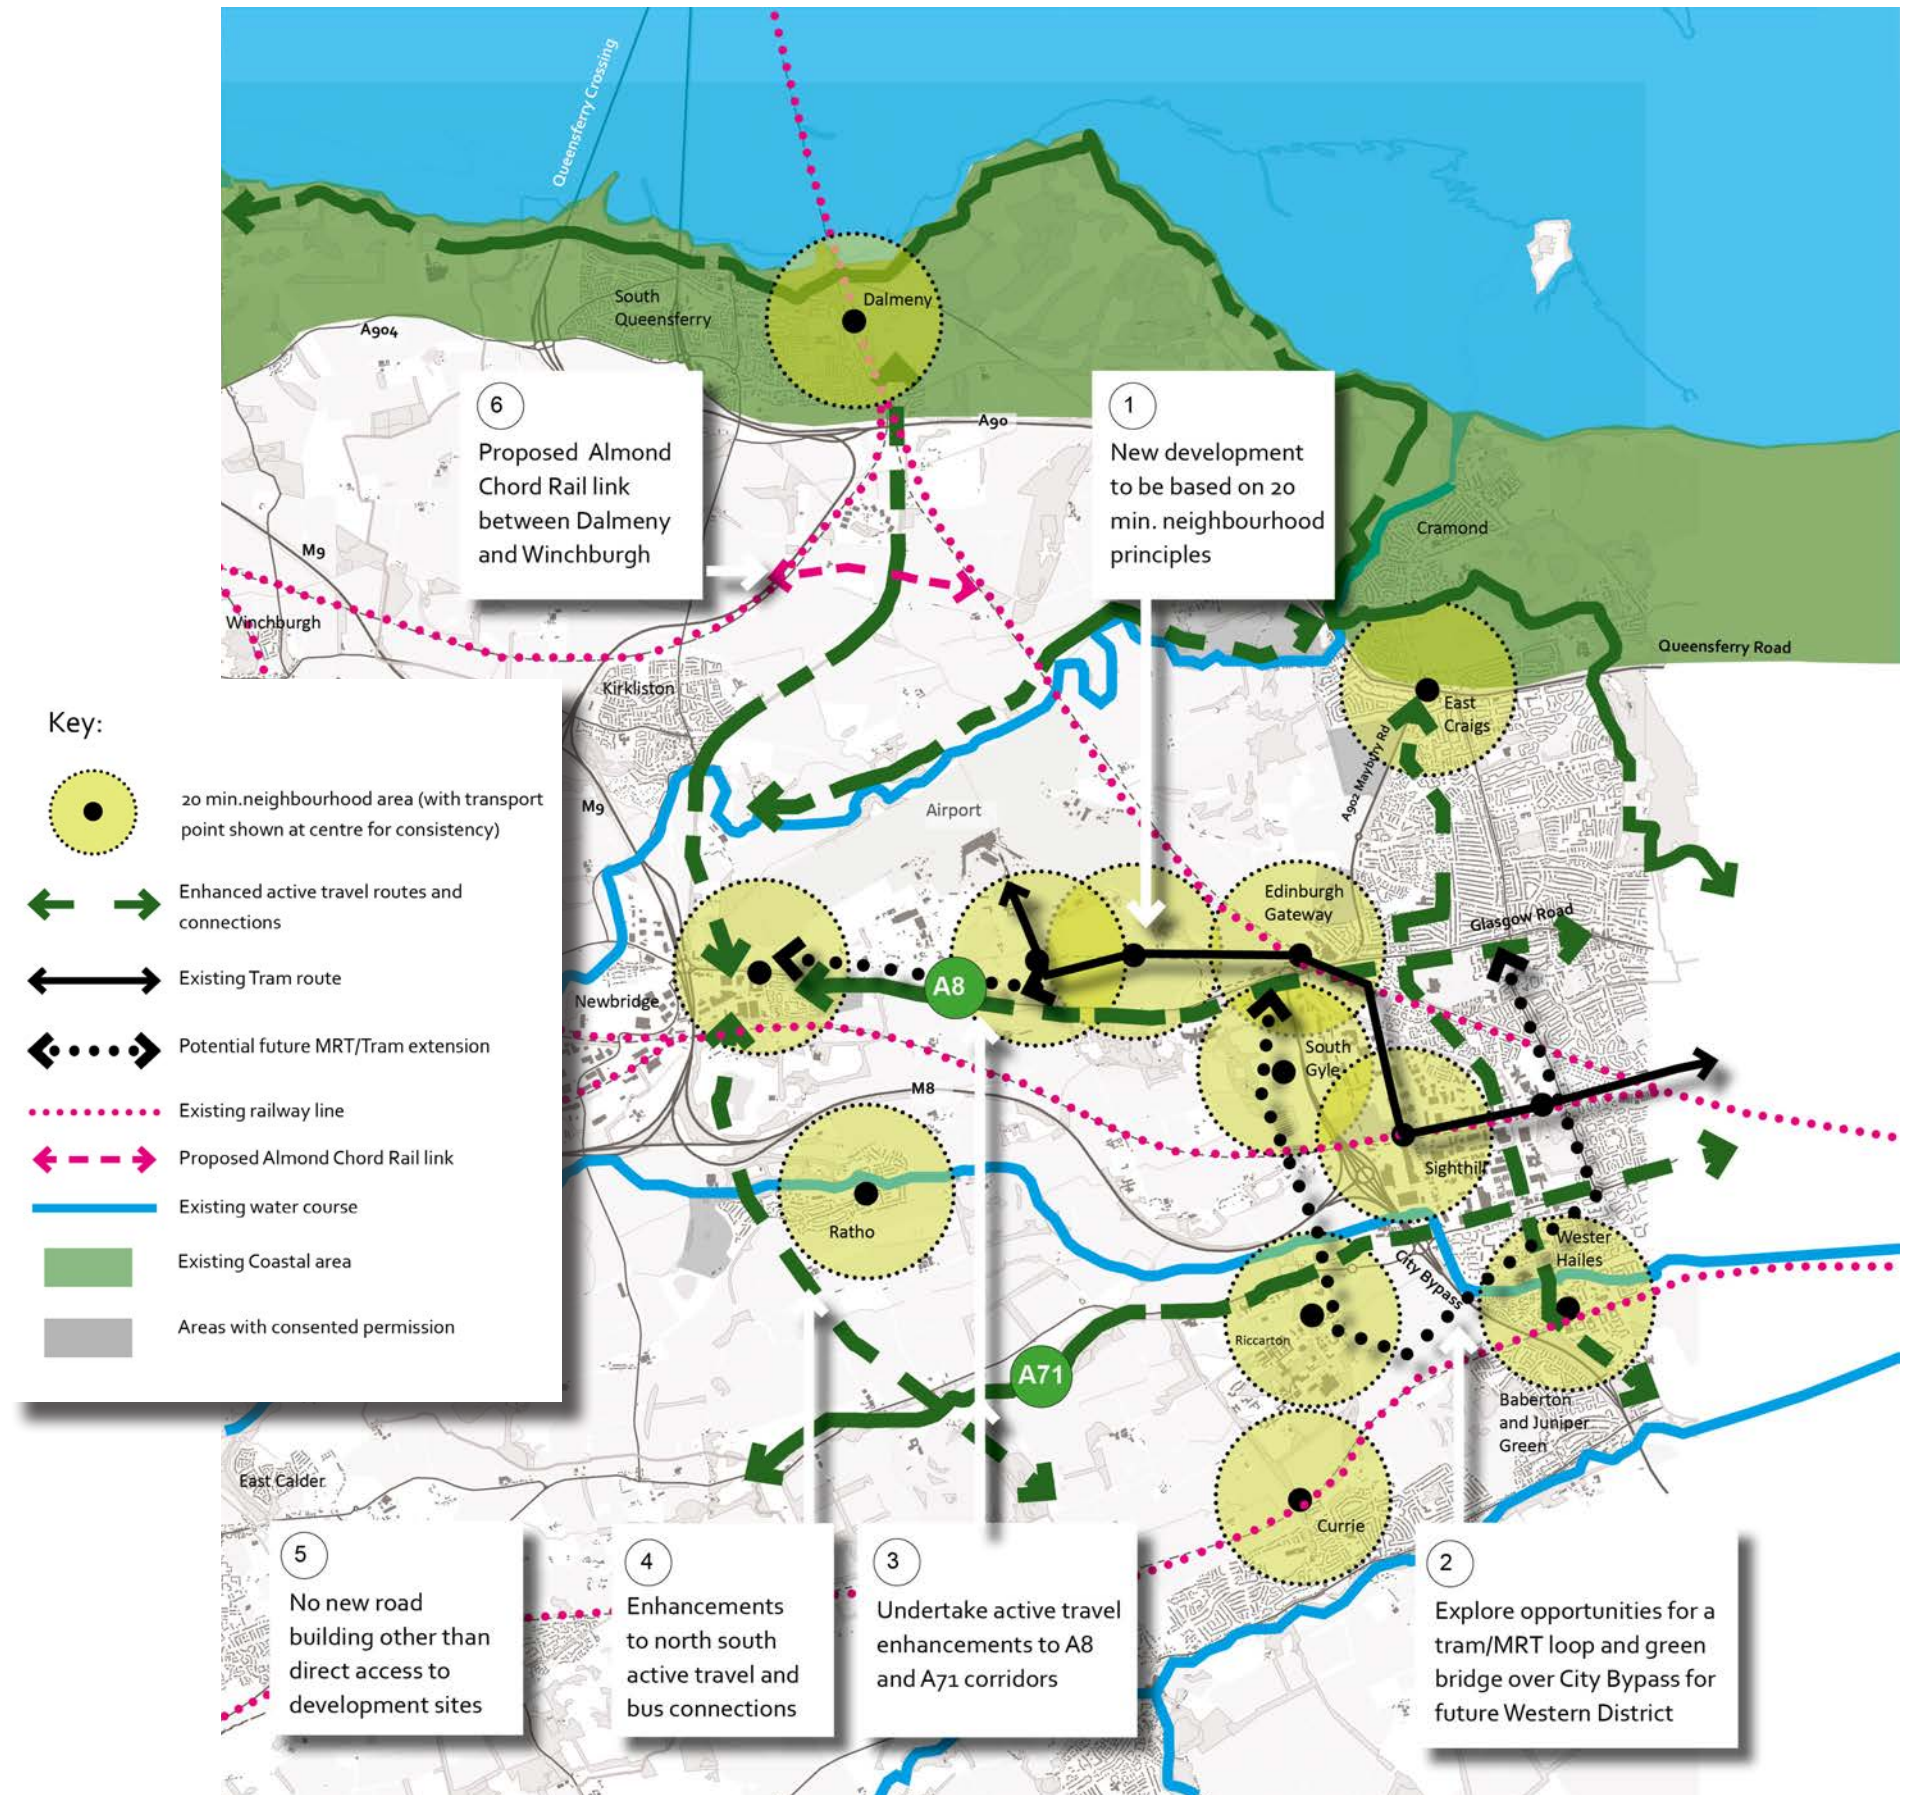 Queensferry Crossing
South
Queensferry
Dalmeny
A904
A90
6
Proposed Almond
Chord Rail link
between Dalmeny
and Winchburgh
1
New development
to be based on 20
min. neighbourhood
principles
Cramond
M9
Winchburgh
Queensferry Road
Kirkliston
East
Craigs
A902 Maybury Rd
M9
Airport
Key:
20 min.neighbourhood area (with transport
point shown at centre for consistency)
Enhanced active travel routes and
connections
Existing Tram route
Potential future MRT/Tram extension
Existing railway line
Proposed Almond Chord Rail link
Existing water course
Existing Coastal area
Areas with consented permission
Edinburgh
Gateway
Glasgow Road
Newbridge
A8
South
Gyle
M8
Sighthill
Ratho
Wester
Hailes
City Bypass
Riccarton
A71
Baberton
and Juniper
Green
East Calder
Currie
5
No new road
building other than
direct access to
development sites
4
Enhancements
to north south
active travel and
bus connections
3
Undertake active travel
enhancements to A8
and A71 corridors
2
Explore opportunities for a
tram/MRT loop and green
bridge over City Bypass for
future Western District